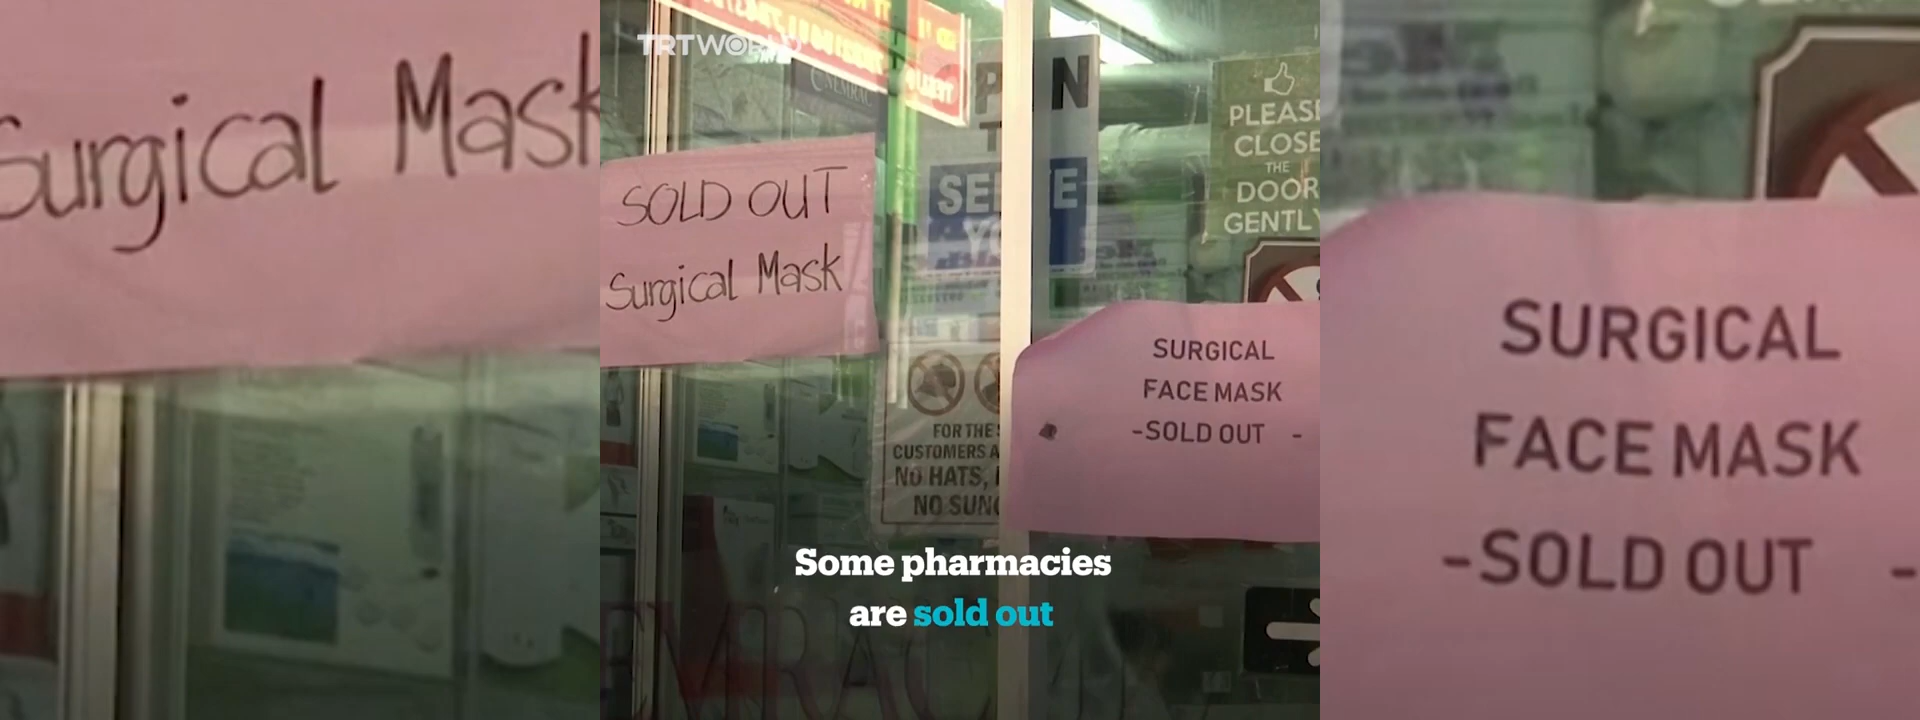 Surgical Mask
TRTWORLD
SOLD OUT
Surgical Mask
SERVE
PLEASE
CLOSE
THE
DOOR
GENTLY
FOR THE
CUSTOMERS
NO HATS,
NO
SURGICAL
FACE MASK
-SOLD OUT -
Some pharmacies
are sold out
SURGICAL
FACE MASK
-SOLD OUT -